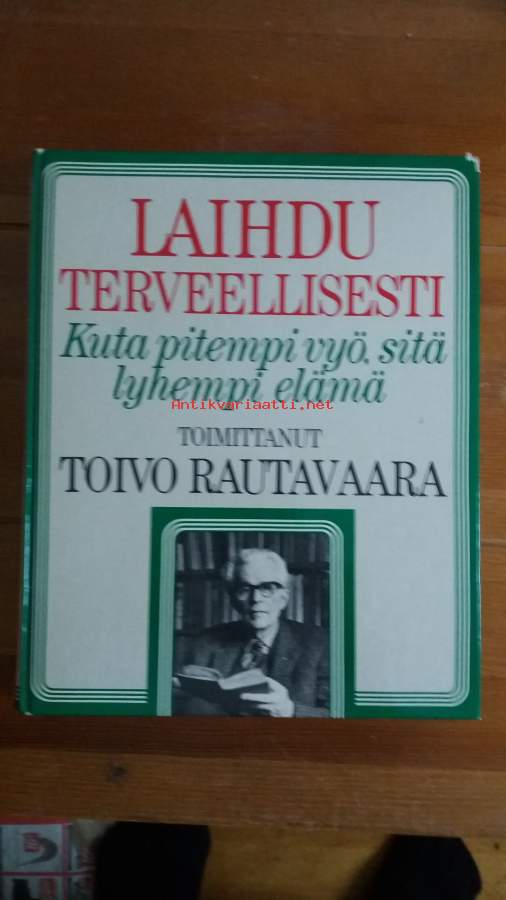 LAIHDU
TERVEELLISESTI
Kuta pitempi vyö, sitä
lyhempi elämä
Antikvariaatti.net
TOIMITTANUT
TOIVO RAUTAVAARA